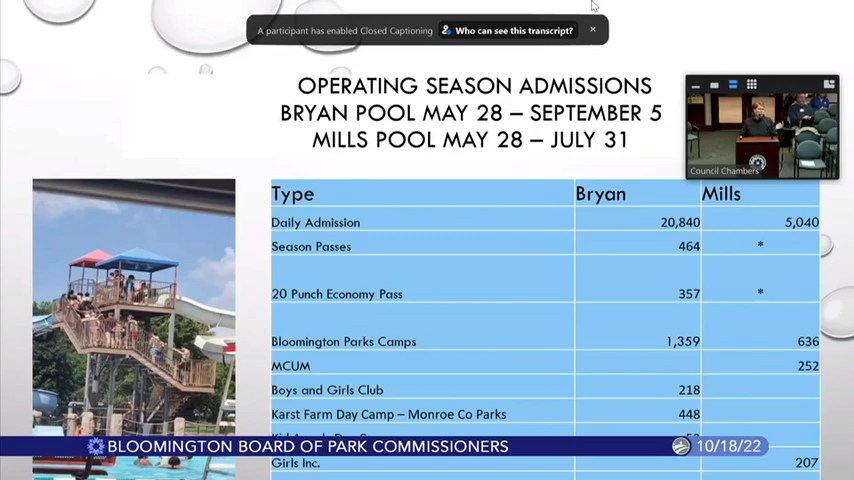 A participant has enabled Closed Captioning Who can see this transcript?
OPERATING SEASON ADMISSIONS
BRYAN POOL MAY 28 – SEPTEMBER 5
MILLS POOL MAY 28 – JULY 31
Council Chambers
Type Bryan Mills
Daily Admission 20,840 5,040
Season Passes 464 *
20 Punch Economy Pass 357 *
Bloomington Parks Camps 1,359 636
MCUM 252
Boys and Girls Club 218
Karst Farm Day Camp – Monroe Co Parks 448
BLOOMINGTON BOARD OF PARK COMMISSIONERS 10/18/22
Girls Inc. 207